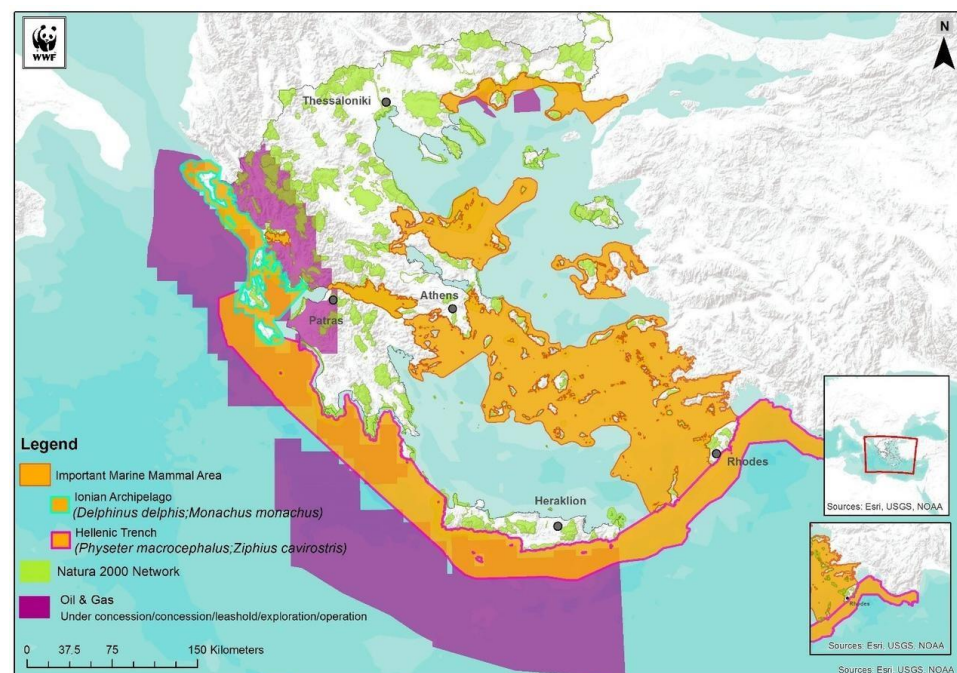 WWF
N
Thessaloniki
Athens
Patras
Rhodes
Heraklion
Legend
Important Marine Mammal Area
Ionian Archipelago
(Delphinus delphis;Monachus monachus)
Hellenic Trench
(Physeter macrocephalus;Ziphius cavirostris)
Natura 2000 Network
Oil & Gas
Under concession/concession/leashold/exploration/operation
0 37.5 75 150 Kilometers
Sources: Esri, USGS, NOAA
Rhodes
Sources: Esri, USGS, NOAA
Sources: Esri, USGS, NOAA